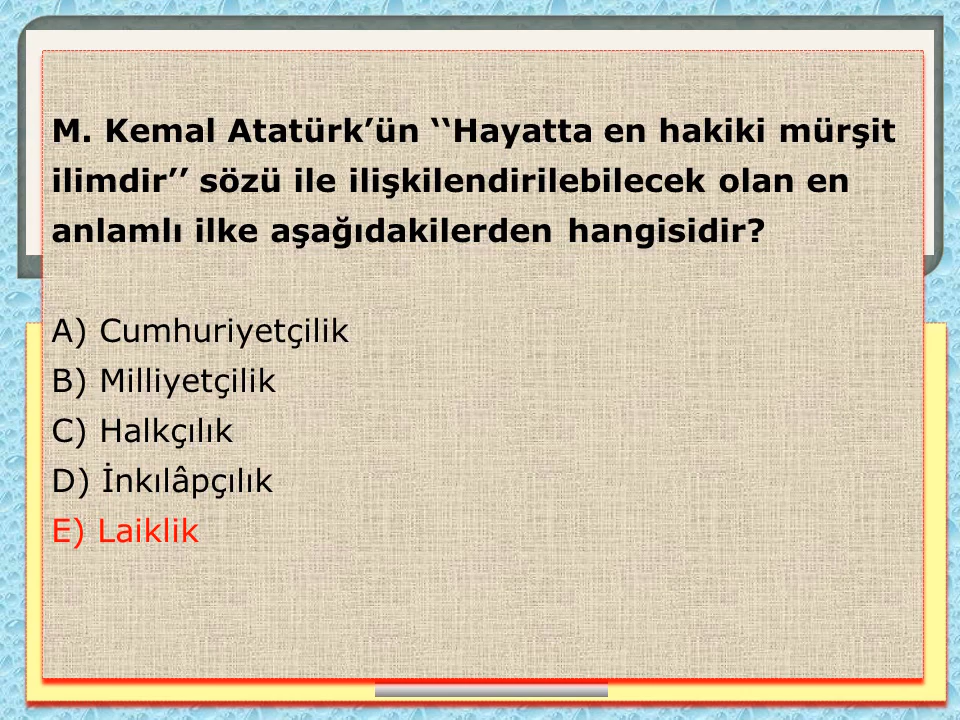 M. Kemal Atatürk’ün ‘‘Hayatta en hakiki mürşit
ilimdir’’ sözü ile ilişkilendirilebilecek olan en
anlamlı ilke aşağıdakilerden hangisidir?
A) Cumhuriyetçilik
B) Milliyetçilik
C) Halkçılık
D) İnkılâpçılık
E) Laiklik